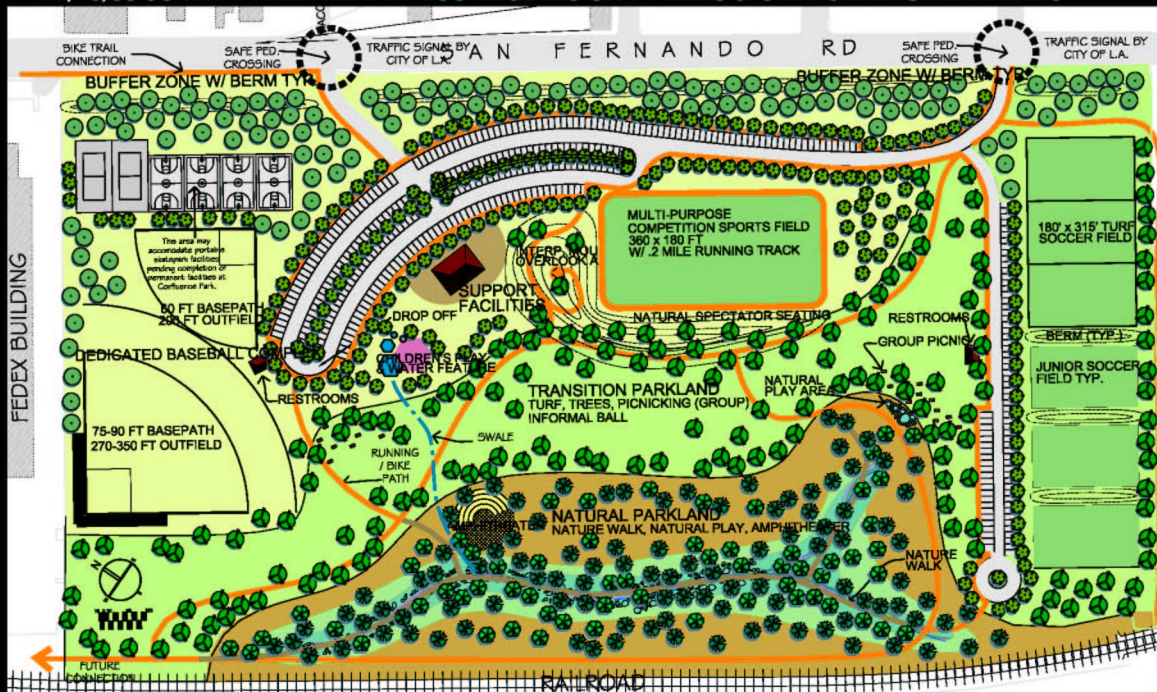 BIKE TRAIL
CONNECTION
SAFE PED.
CROSSING
TRAFFIC SIGNAL BY
CITY OF L.A.
SAN FERNANDO RD
SAFE PED.
CROSSING
TRAFFIC SIGNAL BY
CITY OF L.A.
BUFFER ZONE W/ BERM TYP.
BUFFER ZONE W/ BERM TYP.
This area may
accomodate portable
skatepark facilities
pending completion of
permanent facilities at
Confluence Park.
MULTI-PURPOSE
COMPETITION SPORTS FIELD
360 x 180 FT
W/ .2 MILE RUNNING TRACK
180' x 315' TURF
SOCCER FIELD
INTERP.
OVERLOOK
SUPPORT
FACILITIES
60 FT BASEPATH
200 FT OUTFIELD
DROP OFF
NATURAL SPECTATOR SEATING
RESTROOMS
BERM (TYP.)
GROUP PICNIC
DEDICATED BASEBALL COMPLEX
CHILDREN'S PLAY
& WATER FEATURE
JUNIOR SOCCER
FIELD TYP.
RESTROOMS
TRANSITION PARKLAND
TURF, TREES, PICNICKING (GROUP)
INFORMAL BALL
NATURAL
PLAY AREA
FEDEX BUILDING
75-90 FT BASEPATH
270-350 FT OUTFIELD
SWALE
RUNNING
/ BIKE
PATH
AMPHITHEATER
NATURAL PARKLAND
NATURE WALK, NATURAL PLAY, AMPHITHEATER
NATURE
WALK
N
FUTURE
CONNECTION
RAILROAD